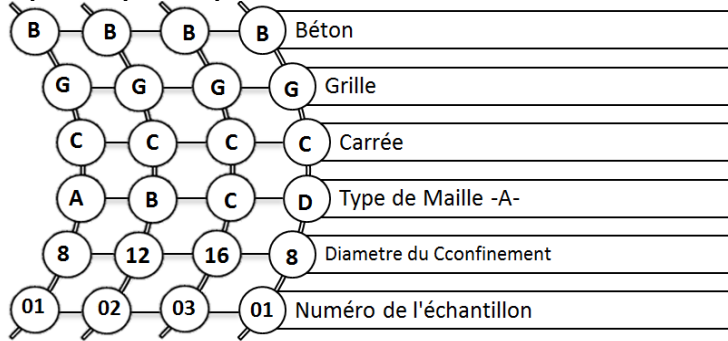 B B B B Béton
G G G G Grille
C C C C Carrée
A B C D Type de Maille -A-
8 12 16 8 Diametre du Cconfinement
01 02 03 01 Numéro de l'échantillon